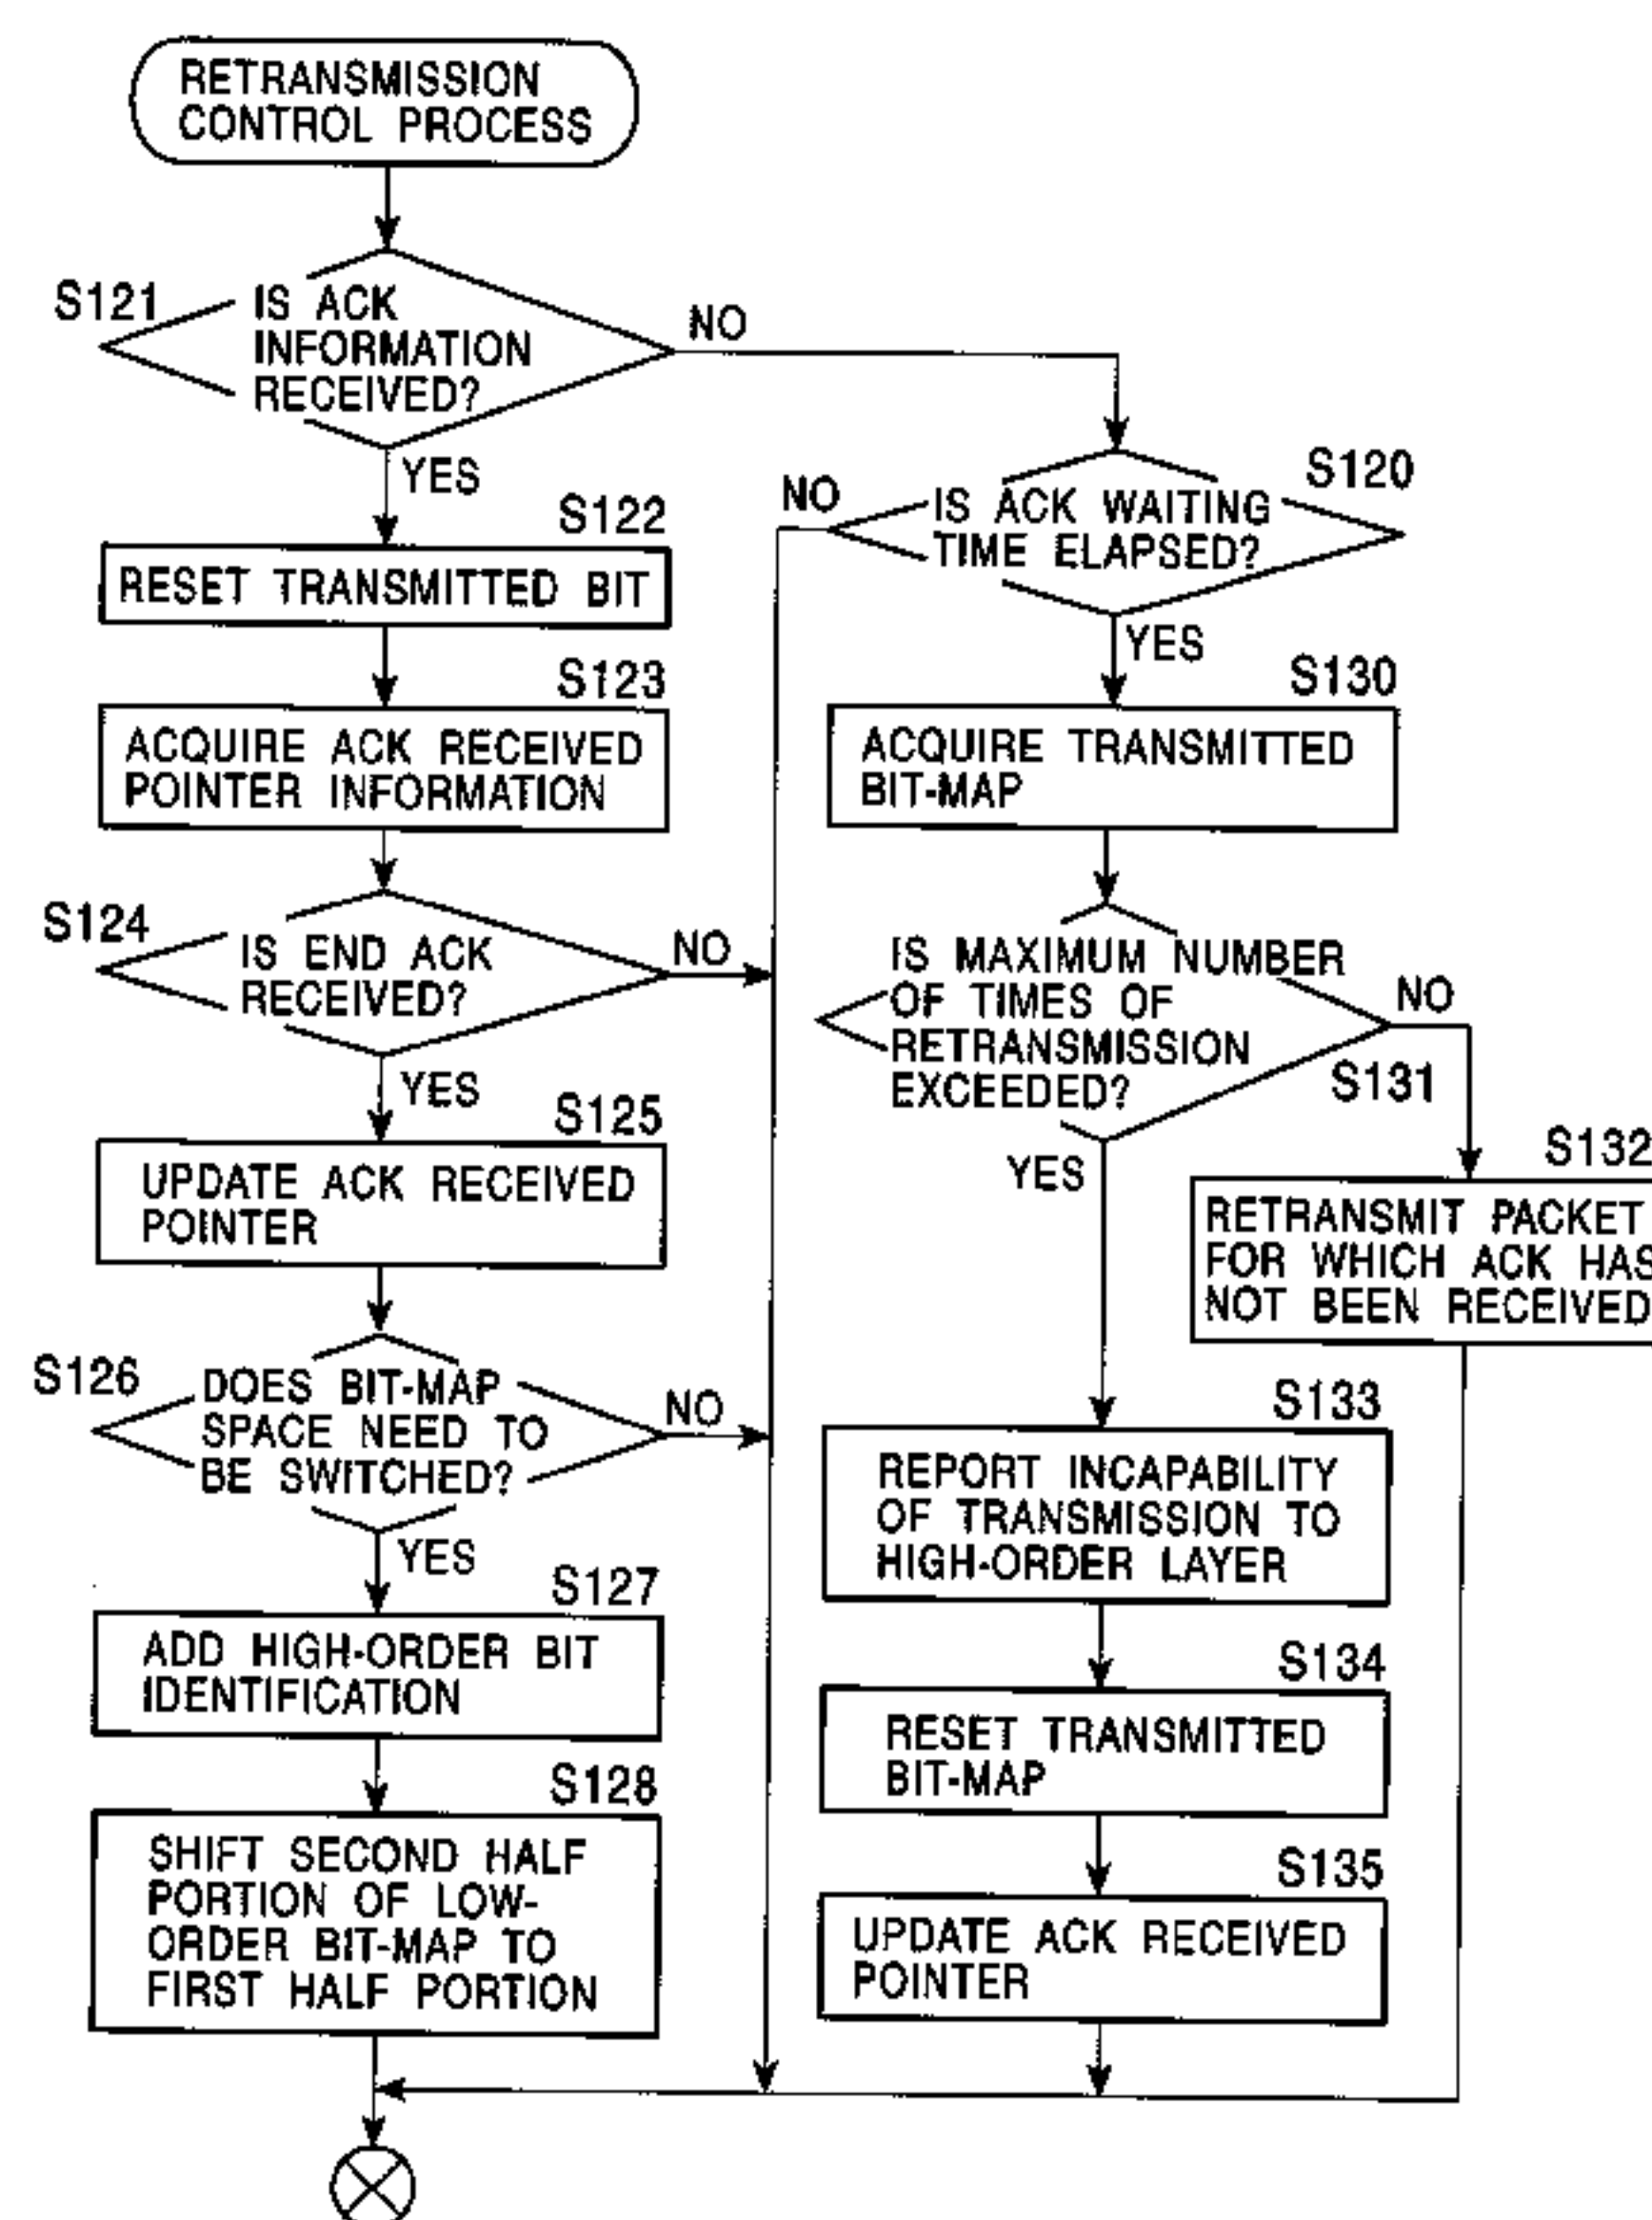 RETRANSMISSION
CONTROL PROCESS
S121
IS ACK
INFORMATION
RECEIVED?
NO
YES
S122
RESET TRANSMITTED BIT
S123
ACQUIRE ACK RECEIVED
POINTER INFORMATION
S124
IS END ACK
RECEIVED?
NO
YES
S125
UPDATE ACK RECEIVED
POINTER
S126
DOES BIT-MAP
SPACE NEED TO
BE SWITCHED?
NO
YES
S127
ADD HIGH-ORDER BIT
IDENTIFICATION
S128
SHIFT SECOND HALF
PORTION OF LOW-
ORDER BIT-MAP TO
FIRST HALF PORTION
S120
NO
IS ACK WAITING
TIME ELAPSED?
YES
S130
ACQUIRE TRANSMITTED
BIT-MAP
IS MAXIMUM NUMBER
OF TIMES OF
RETRANSMISSION
EXCEEDED?
NO
S131
YES
S132
RETRANSMIT PACKET
FOR WHICH ACK HAS
NOT BEEN RECEIVED
S133
REPORT INCAPABILITY
OF TRANSMISSION TO
HIGH-ORDER LAYER
S134
RESET TRANSMITTED
BIT-MAP
S135
UPDATE ACK RECEIVED
POINTER